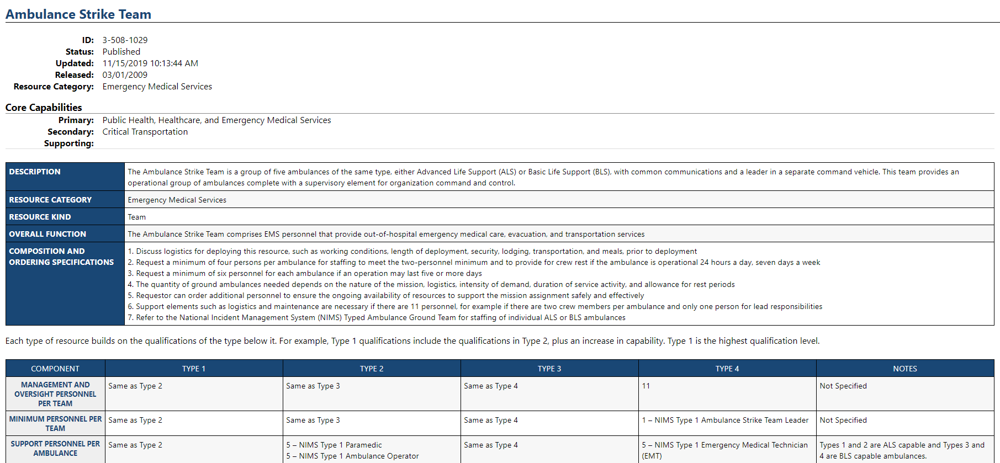 Ambulance Strike Team
ID: 3-508-1029
Status: Published
Updated: 11/15/2019 10:13:44 AM
Released: 03/01/2009
Resource Category: Emergency Medical Services
Core Capabilities
Primary: Public Health, Healthcare, and Emergency Medical Services
Secondary: Critical Transportation
Supporting:
DESCRIPTION
The Ambulance Strike Team is a group of five ambulances of the same type, either Advanced Life Support (ALS) or Basic Life Support (BLS), with common communications and a leader in a separate command vehicle. This team provides an
operational group of ambulances complete with a supervisory element for organization command and control.
RESOURCE CATEGORY
Emergency Medical Services
RESOURCE KIND
Team
OVERALL FUNCTION
The Ambulance Strike Team comprises EMS personnel that provide out-of-hospital emergency medical care, evacuation, and transportation services
COMPOSITION AND
ORDERING SPECIFICATIONS
1. Discuss logistics for deploying this resource, such as working conditions, length of deployment, security, lodging, transportation, and meals, prior to deployment
2. Request a minimum of four persons per ambulance for staffing to meet the two-personnel minimum and to provide for crew rest if the ambulance is operational 24 hours a day, seven days a week
3. Request a minimum of six personnel for each ambulance if an operation may last five or more days
4. The quantity of ground ambulances needed depends on the nature of the mission, logistics, intensity of demand, duration of service activity, and allowance for rest periods
5. Requestor can order additional personnel to ensure the ongoing availability of resources to support the mission assignment safely and effectively
6. Support elements such as logistics and maintenance are necessary if there are 11 personnel, for example if there are two crew members per ambulance and only one person for lead responsibilities
7. Refer to the National Incident Management System (NIMS) Typed Ambulance Ground Team for staffing of individual ALS or BLS ambulances
Each type of resource builds on the qualifications of the type below it. For example, Type 1 qualifications include the qualifications in Type 2, plus an increase in capability. Type 1 is the highest qualification level.
COMPONENT TYPE 1 TYPE 2 TYPE 3 TYPE 4 NOTES
MANAGEMENT AND
OVERSIGHT PERSONNEL
PER TEAM
Same as Type 2
Same as Type 3
Same as Type 4
11
Not Specified
MINIMUM PERSONNEL PER
TEAM
Same as Type 2
Same as Type 3
Same as Type 4
1 – NIMS Type 1 Ambulance Strike Team Leader
Not Specified
SUPPORT PERSONNEL PER
AMBULANCE
Same as Type 2
5 – NIMS Type 1 Paramedic
5 – NIMS Type 1 Ambulance Operator
Same as Type 4
5 – NIMS Type 1 Emergency Medical Technician
(EMT)
Types 1 and 2 are ALS capable and Types 3 and
4 are BLS capable ambulances.